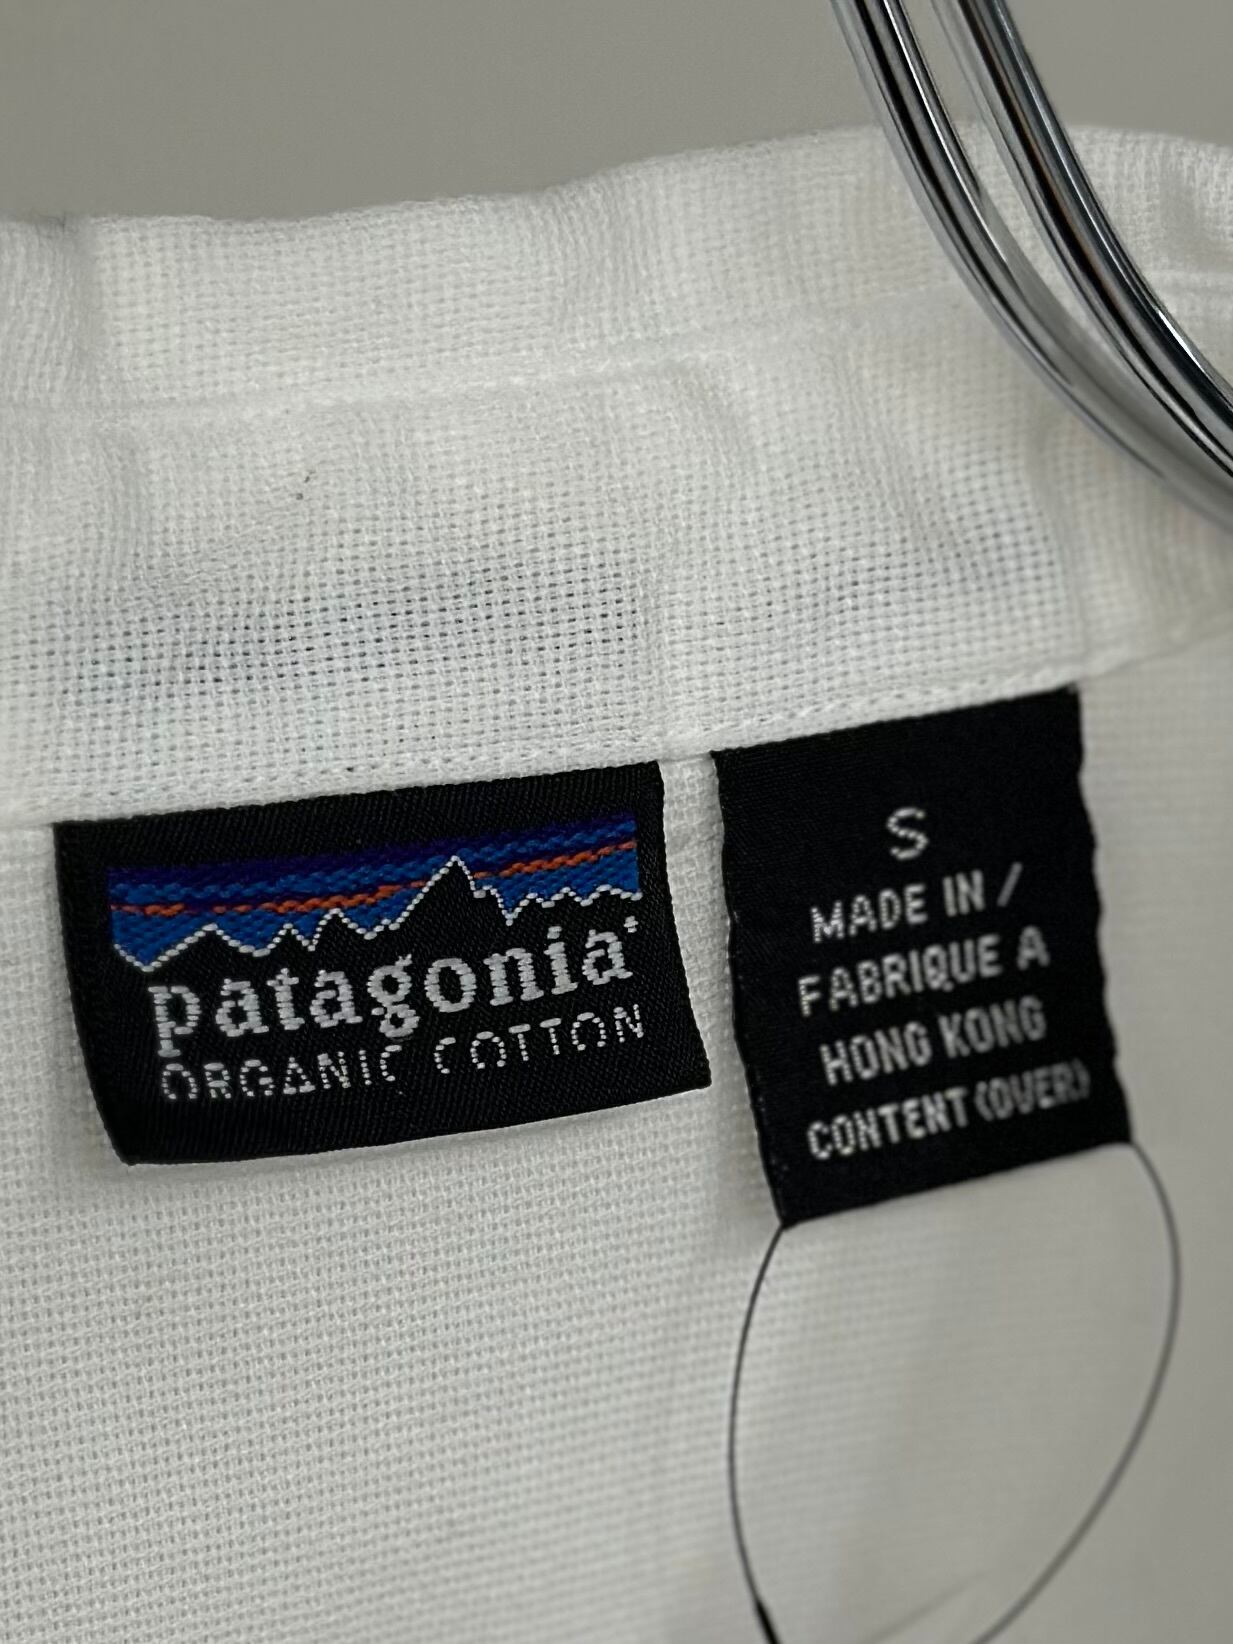 patagonia
ORGANIC COTTON
S
MADE IN /
FABRIQUE A
HONG KONG
CONTENT (OVER)